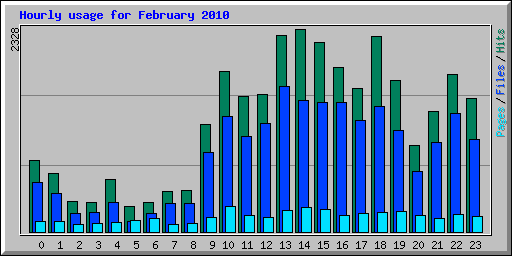 Hourly usage for February 2010
2328
Pages/Files/Hits
0 1 2 3 4 5 6 7 8 9 10 11 12 13 14 15 16 17 18 19 20 21 22 23